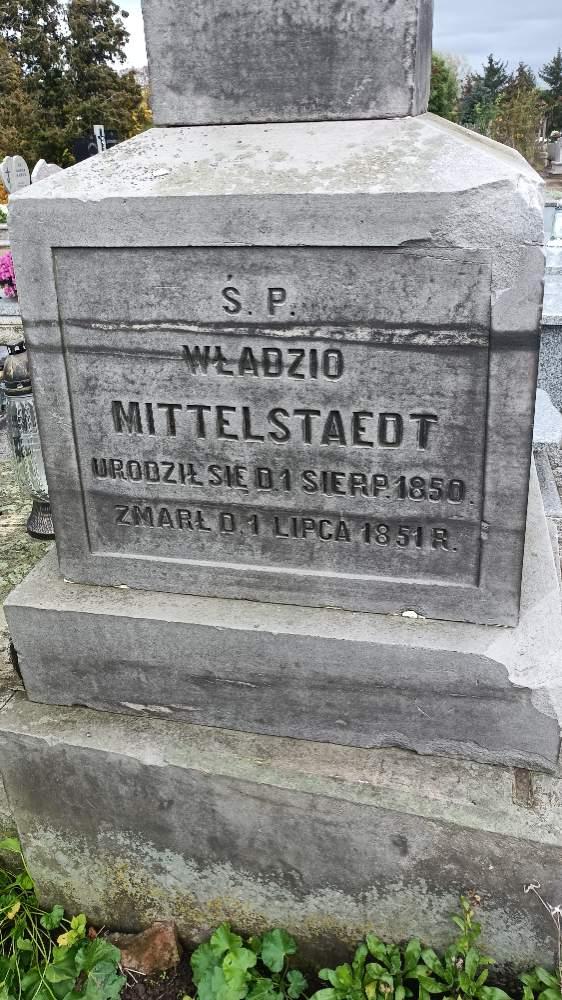 Ś. P.
WŁADZIO
MITTELSTAEDT
URODZIŁ SIĘ D. 1 SIERP. 1850.
ZMARŁ D. 1 LIPCA 1851 R.